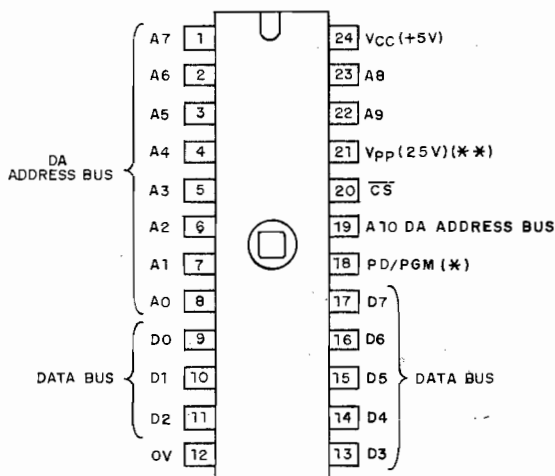 A7 1 24 VCC (+5V)
A6 2 23 A8
A5 3 22 A9
A4 4 21 Vpp (25V) (**)
DA
ADDRESS BUS
A3 5 20 CS
A2 6 19 A10 DA ADDRESS BUS
A1 7 18 PD/PGM (*)
A0 8 17 D7
D0 9 16 D6
DATA BUS D1 10 15 D5 DATA BUS
D2 11 14 D4
0V 12 13 D3